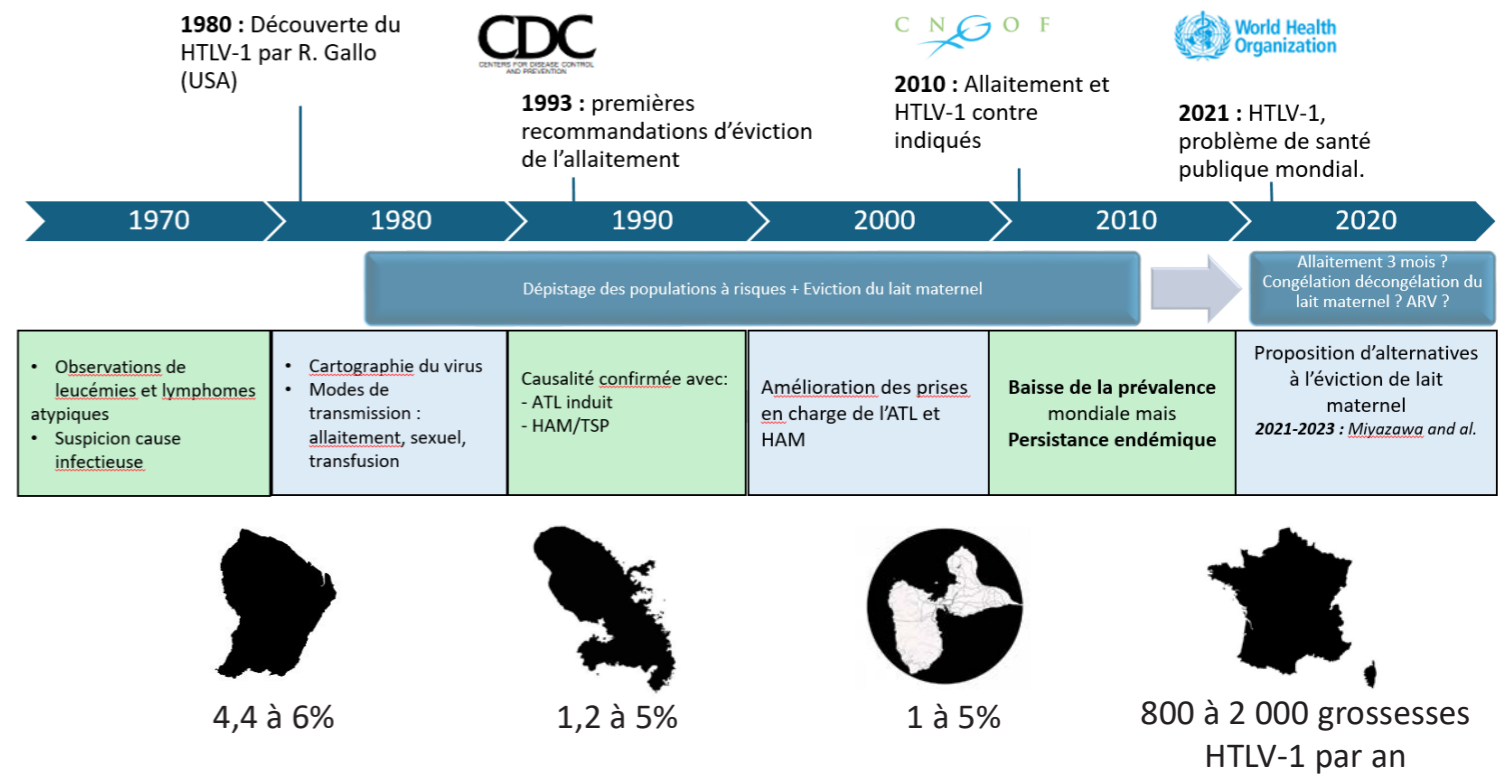 1980 : Découverte du
HTLV-1 par R. Gallo
(USA)
CDC
CENTERS FOR DISEASE CONTROL
AND PREVENTION
1993 : premières
recommandations d’éviction
de l’allaitement
C N G O F
2010 : Allaitement et
HTLV-1 contre
indiqués
World Health
Organization
2021 : HTLV-1,
problème de santé
publique mondial.
1970
1980
1990
2000
2010
2020
Dépistage des populations à risques + Eviction du lait maternel
Allaitement 3 mois ?
Congélation décongélation du
lait maternel ? ARV ?
• Observations de
leucémies et lymphomes
atypiques
• Suspicion cause
infectieuse
• Cartographie du virus
• Modes de
transmission :
allaitement, sexuel,
transfusion
Causalité confirmée avec:
- ATL induit
- HAM/TSP
Amélioration des prises
en charge de l’ATL et
HAM
Baisse de la prévalence
mondiale mais
Persistance endémique
Proposition d’alternatives
à l’éviction de lait
maternel
2021-2023 : Miyazawa and al.
4,4 à 6%
1,2 à 5%
1 à 5%
800 à 2 000 grossesses
HTLV-1 par an